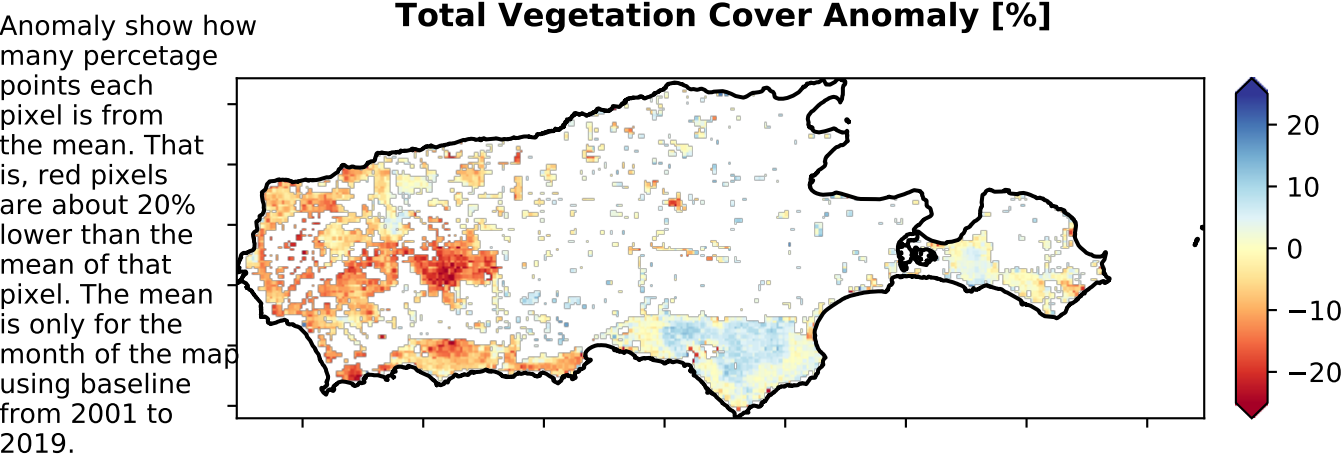 Total Vegetation Cover Anomaly [%]
Anomaly show how
many percetage
points each
pixel is from
the mean. That
is, red pixels
are about 20%
lower than the
mean of that
pixel. The mean
is only for the
month of the map
using baseline
from 2001 to
2019.
20
10
0
−10
−20